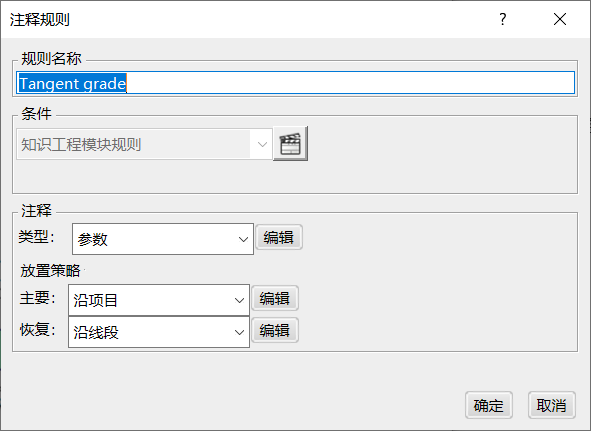 注释规则
规则名称
Tangent grade
条件
知识工程模块规则
注释
类型： 参数 编辑
放置策略
主要： 沿项目 编辑
恢复： 沿线段 编辑
确定 取消